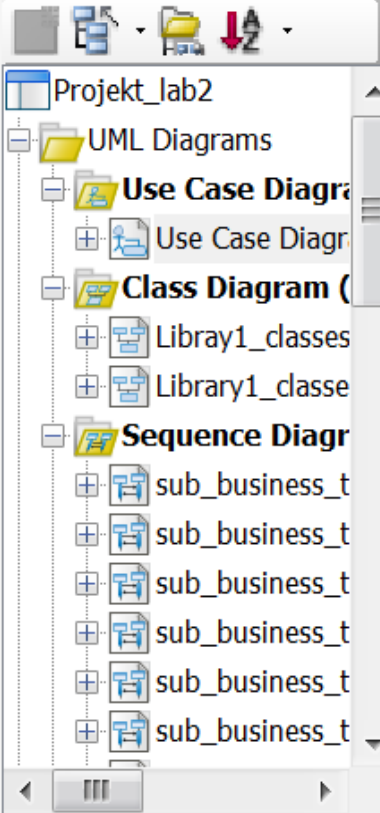 Projekt_lab2
UML Diagrams
Use Case Diagra
Use Case Diagr
Class Diagram (
Libray1_classes
Library1_classe
Sequence Diagr
sub_business_t
sub_business_t
sub_business_t
sub_business_t
sub_business_t
sub_business_t